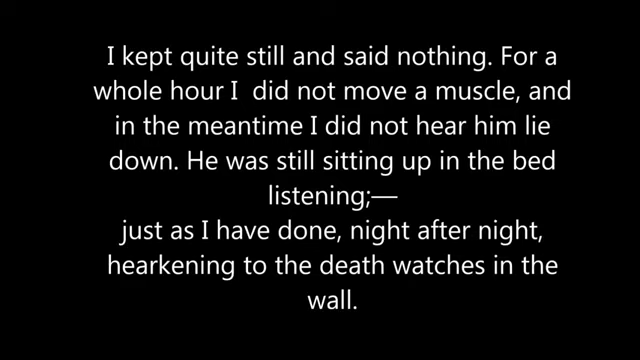 I kept quite still and said nothing. For a
whole hour I  did not move a muscle, and
in the meantime I did not hear him lie
down. He was still sitting up in the bed
listening;—
just as I have done, night after night,
hearkening to the death watches in the
wall.